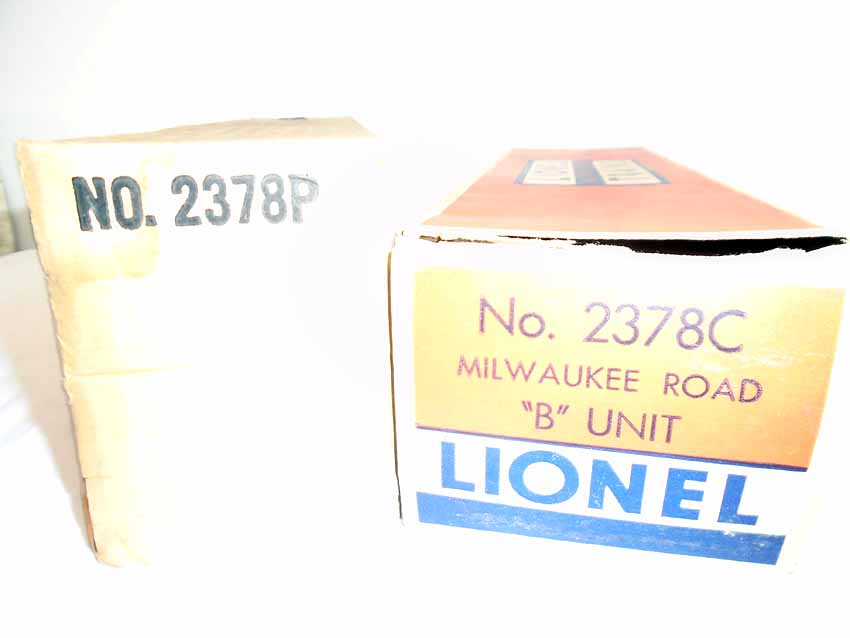 NO. 2378P
No. 2378C
MILWAUKEE ROAD
"B" UNIT
LIONEL